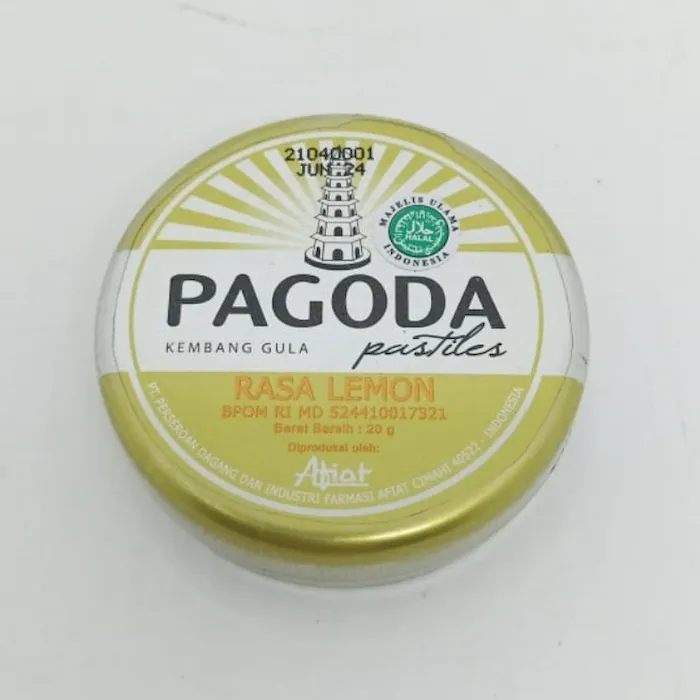 21040001
JUN 24
MAJELIS ULAMA
حلال
HALAL
INDONESIA
PAGODA
KEMBANG GULA
pastiles
RASA LEMON
BPOM RI MD 524410017321
Berat Bersih : 20 g
Diproduksi oleh:
Afiat
PT. PERSEROAN DAGANG DAN INDUSTRI FARMASI AFIAT CIMAHI 40522 - INDONESIA